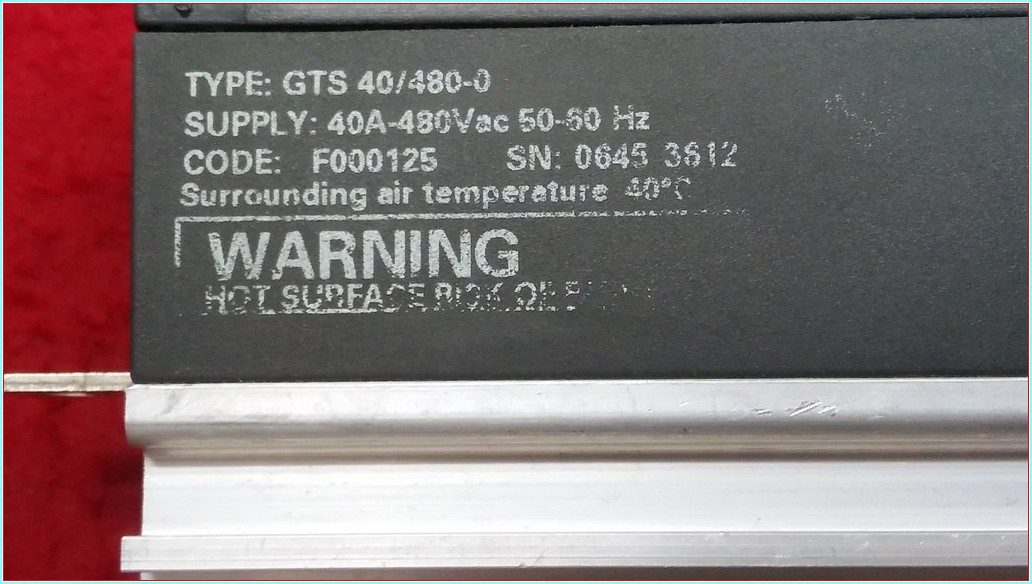 TYPE: GTS 40/480-0
SUPPLY: 40A-480Vac 50-60 Hz
CODE: F000125 SN: 0645 3812
Surrounding air temperature 40°C
WARNING
HOT SURFACE RISK OF